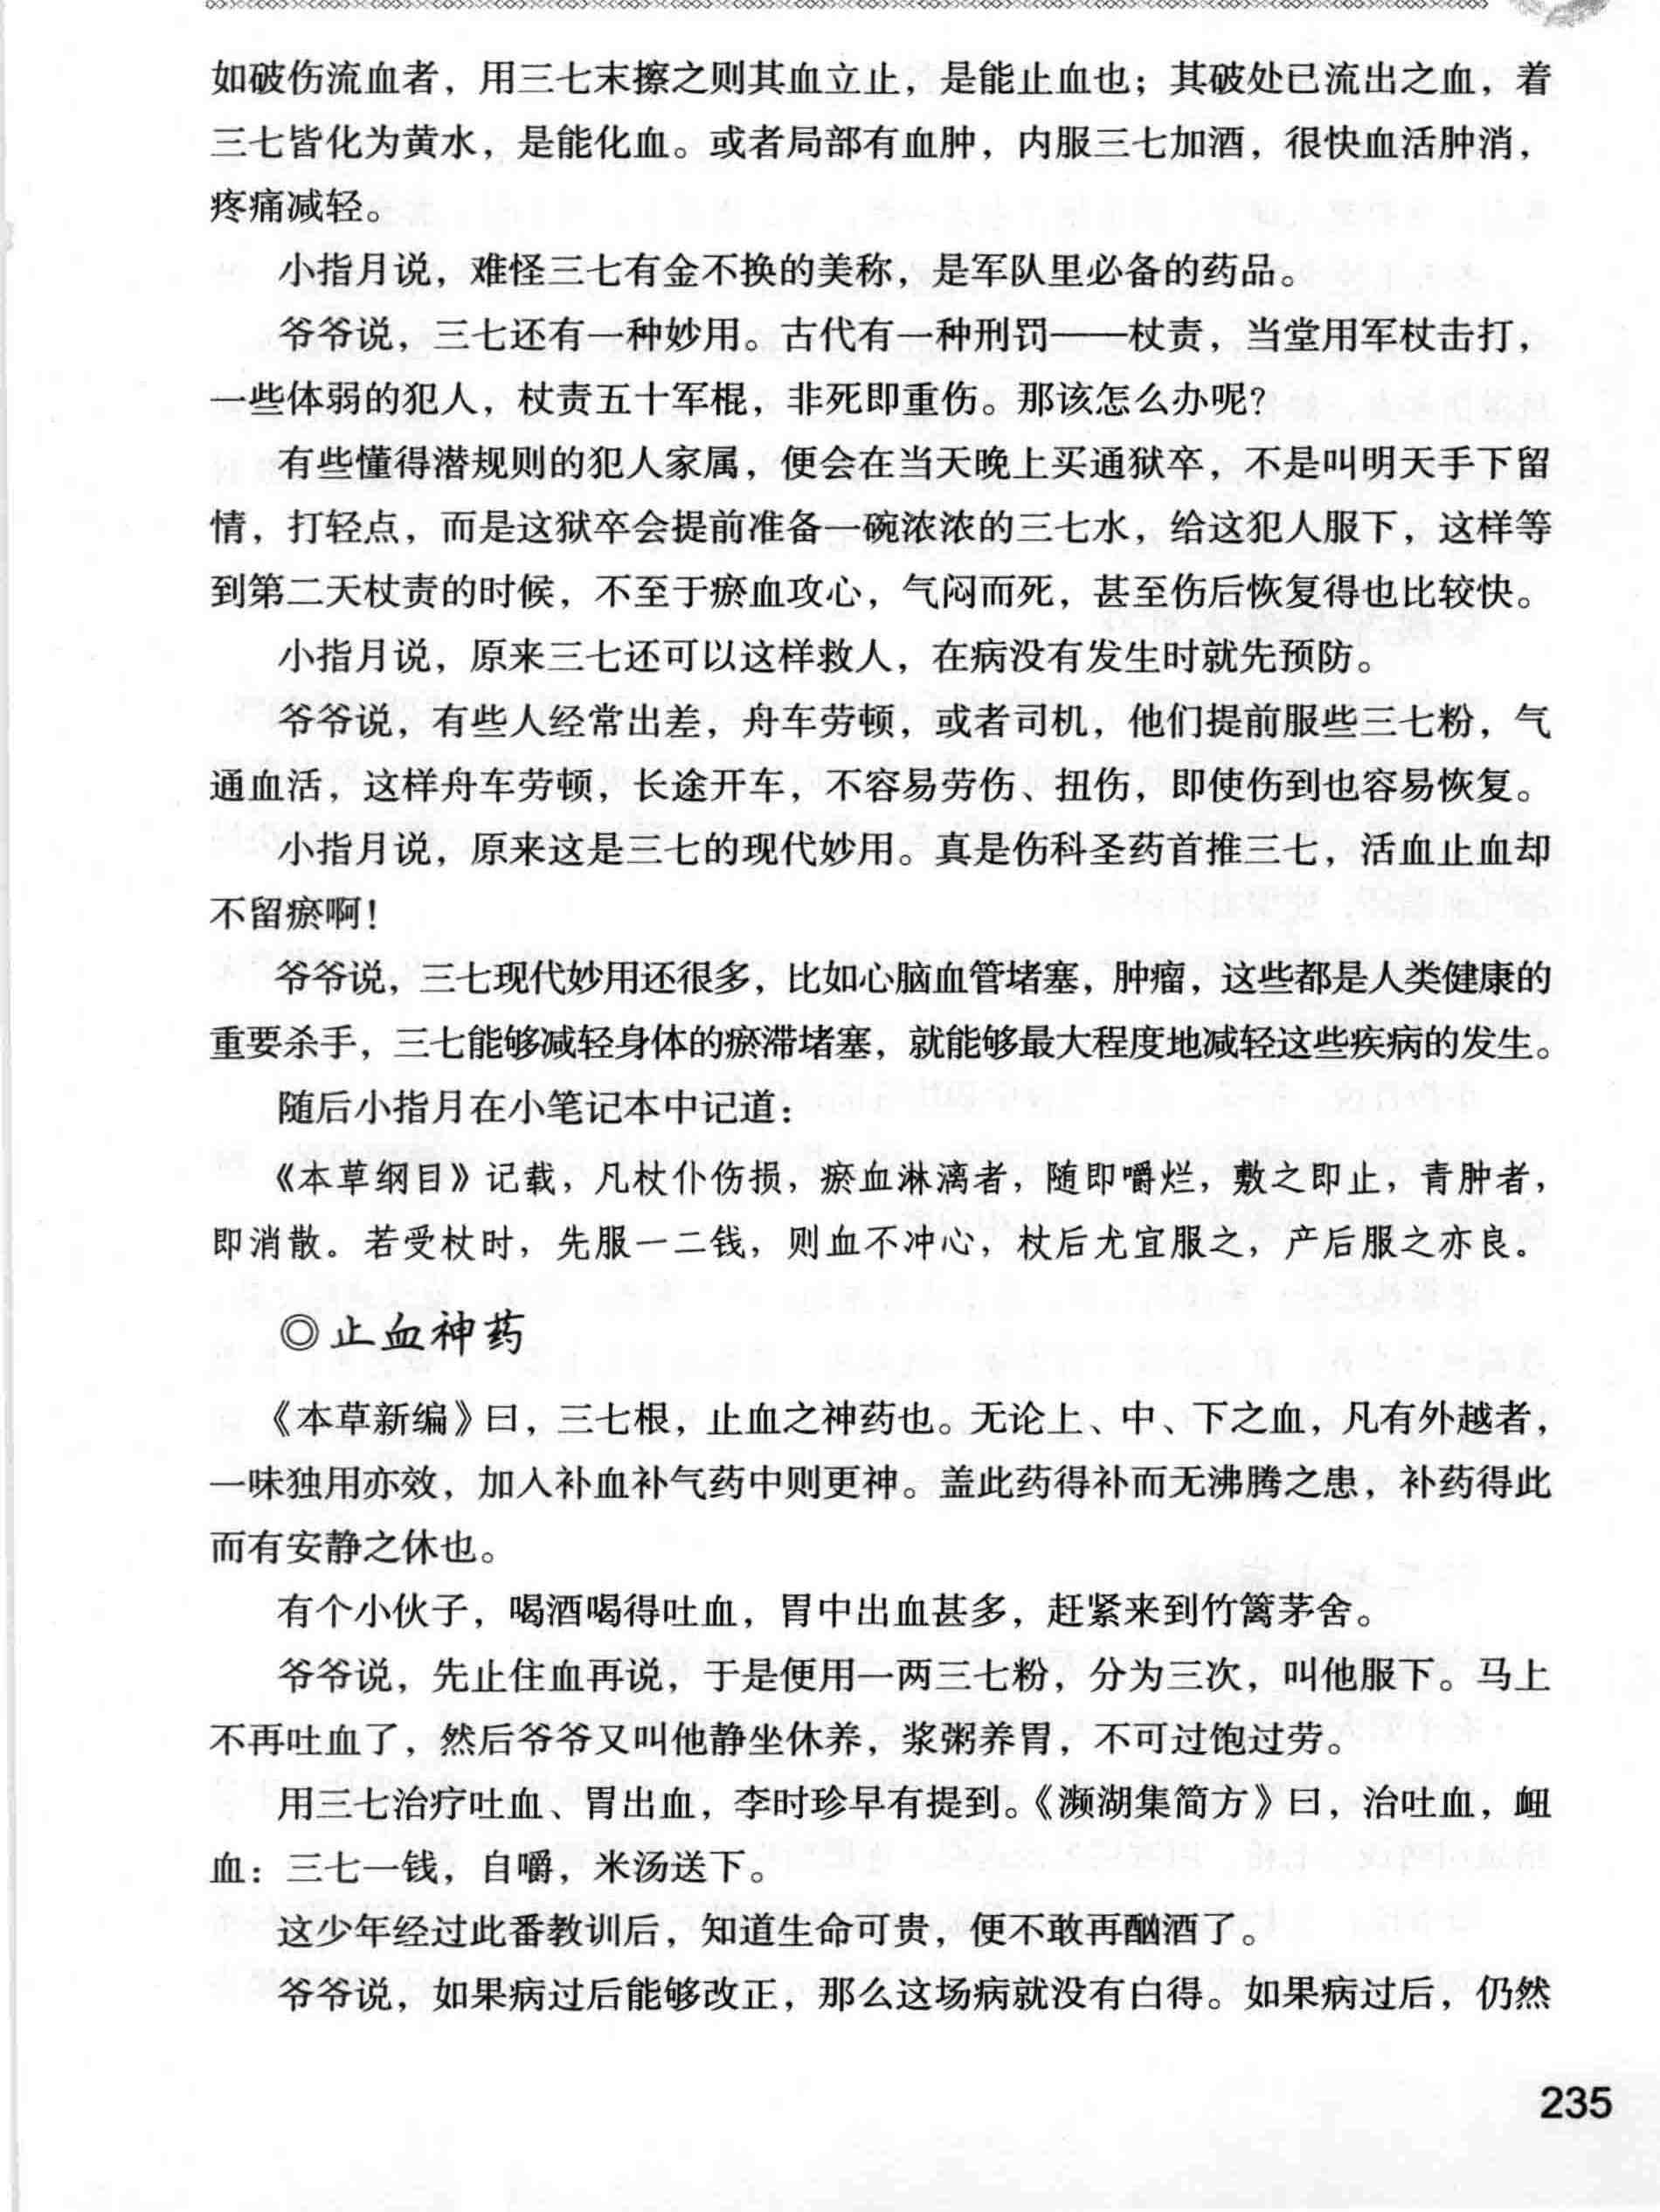 如破伤流血者，用三七末擦之则其血立止，是能止血也；其破处已流出之血，着
三七皆化为黄水，是能化血。或者局部有血肿，内服三七加酒，很快血活肿消，
疼痛减轻。
小指月说，难怪三七有金不换的美称，是军队里必备的药品。
爷爷说，三七还有一种妙用。古代有一种刑罚——杖责，当堂用军杖击打，
一些体弱的犯人，杖责五十军棍，非死即重伤。那该怎么办呢？
有些懂得潜规则的犯人家属，便会在当天晚上买通狱卒，不是叫明天手下留
情，打轻点，而是这狱卒会提前准备一碗浓浓的三七水，给这犯人服下，这样等
到第二天杖责的时候，不至于瘀血攻心，气闷而死，甚至伤后恢复得也比较快。
小指月说，原来三七还可以这样救人，在病没有发生时就先预防。
爷爷说，有些人经常出差，舟车劳顿，或者司机，他们提前服些三七粉，气
通血活，这样舟车劳顿，长途开车，不容易劳伤、扭伤，即使伤到也容易恢复。
小指月说，原来这是三七的现代妙用。真是伤科圣药首推三七，活血止血却
不留瘀啊！
爷爷说，三七现代妙用还很多，比如心脑血管堵塞，肿瘤，这些都是人类健康的
重要杀手，三七能够减轻身体的瘀滞堵塞，就能够最大程度地减轻这些疾病的发生。
随后小指月在小笔记本中记道：
《本草纲目》记载，凡杖仆伤损，瘀血淋漓者，随即嚼烂，敷之即止，青肿者，
即消散。若受杖时，先服一二钱，则血不冲心，杖后尤宜服之，产后服之亦良。
◎止血神药
《本草新编》曰，三七根，止血之神药也。无论上、中、下之血，凡有外越者，
一味独用亦效，加入补血补气药中则更神。盖此药得补而无沸腾之患，补药得此
而有安静之休也。
有个小伙子，喝酒喝得吐血，胃中出血甚多，赶紧来到竹篱茅舍。
爷爷说，先止住血再说，于是便用一两三七粉，分为三次，叫他服下。马上
不再吐血了，然后爷爷又叫他静坐休养，浆粥养胃，不可过饱过劳。
用三七治疗吐血、胃出血，李时珍早有提到。《濒湖集简方》曰，治吐血，衄
血：三七一钱，自嚼，米汤送下。
这少年经过此番教训后，知道生命可贵，便不敢再酗酒了。
爷爷说，如果病过后能够改正，那么这场病就没有白得。如果病过后，仍然
235